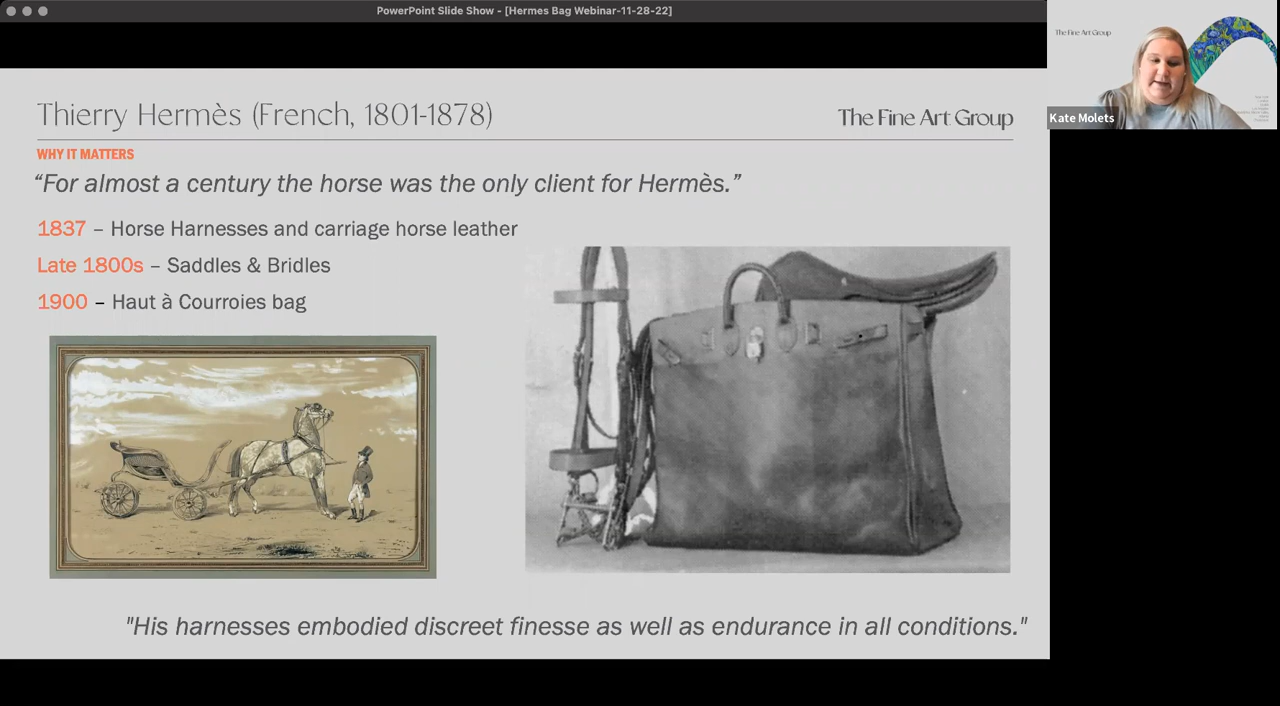 PowerPoint Slide Show - [Hermes Bag Webinar-11-28-22]
The Fine Art Group
Kate Molets
Thierry Hermès (French, 1801-1878)
The Fine Art Group
WHY IT MATTERS
“For almost a century the horse was the only client for Hermès.”
1837 – Horse Harnesses and carriage horse leather
Late 1800s – Saddles & Bridles
1900 – Haut à Courroies bag
"His harnesses embodied discreet finesse as well as endurance in all conditions."